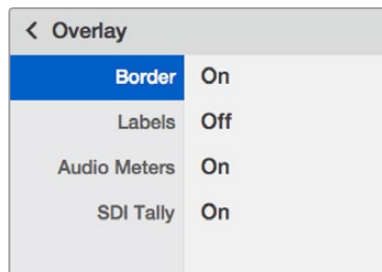 Overlay
Border On
Labels Off
Audio Meters On
SDI Tally On